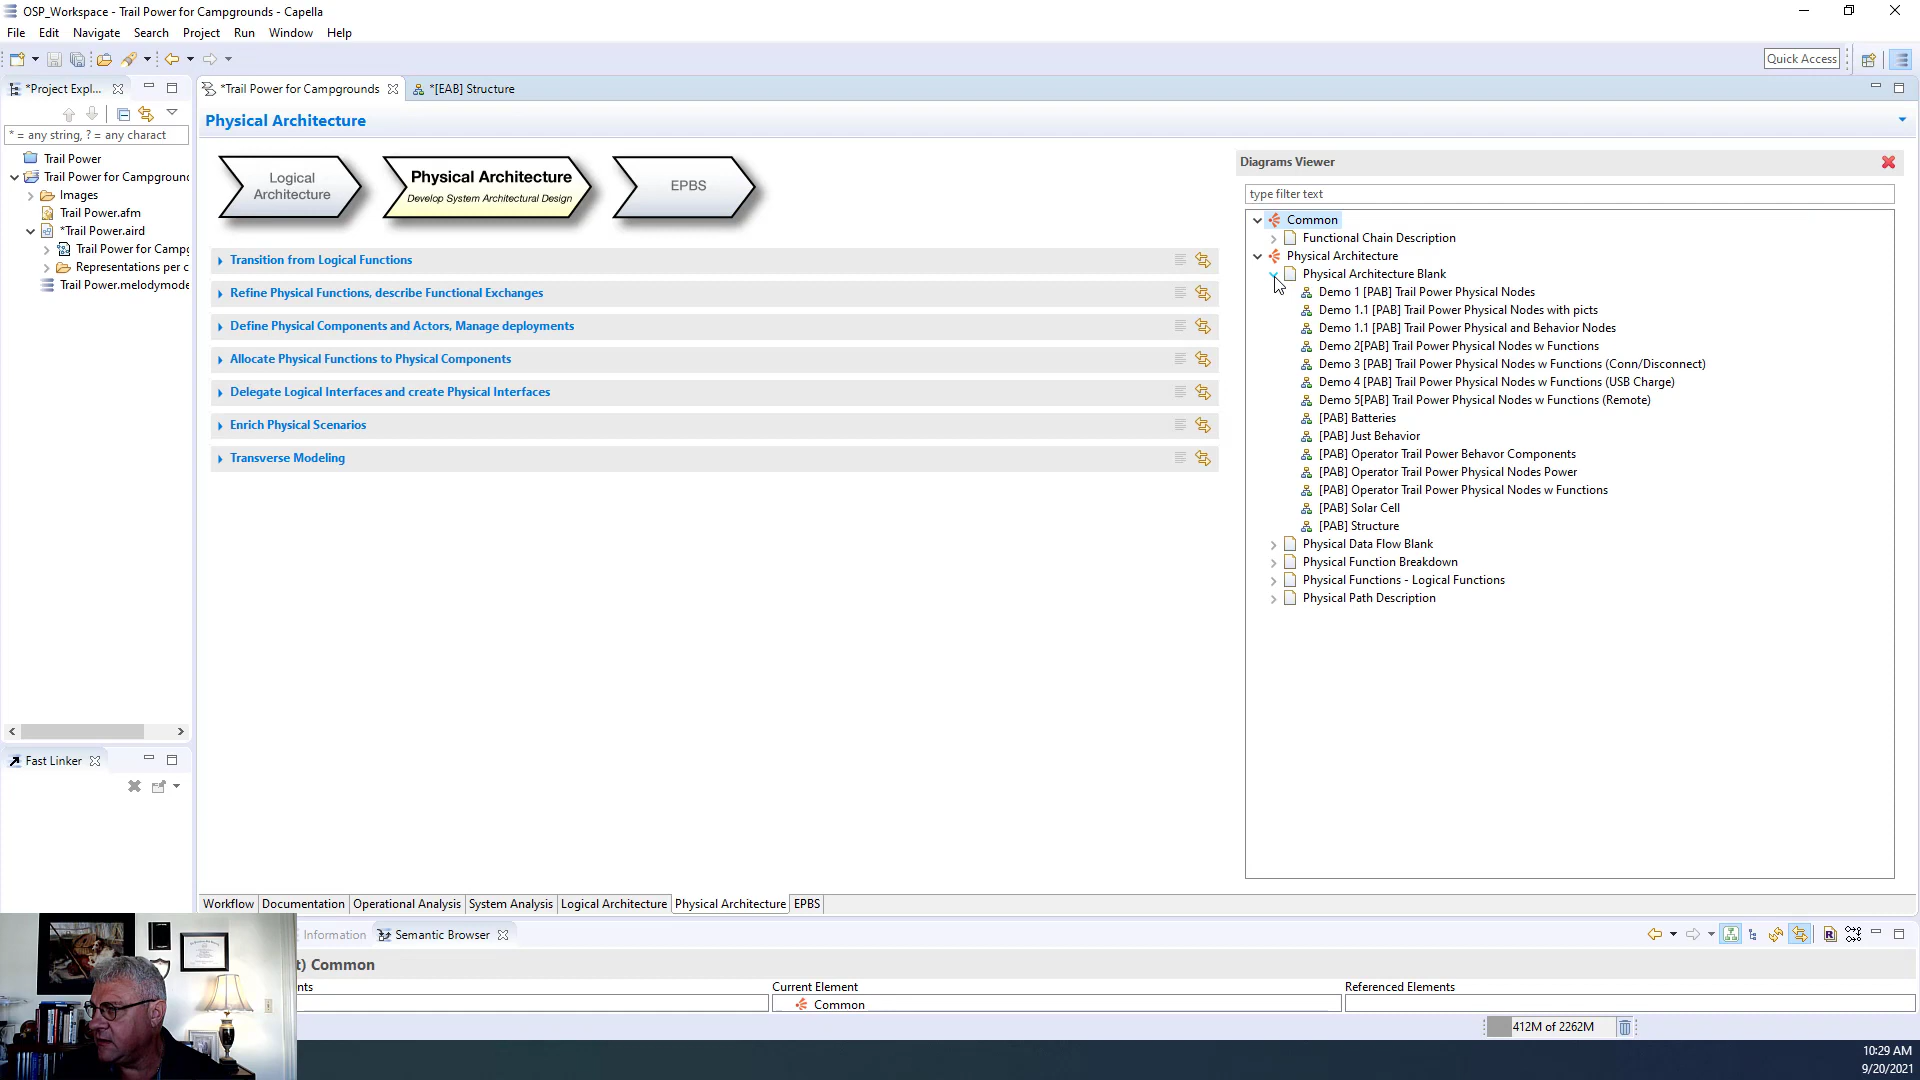 OSP_Workspace - Trail Power for Campgrounds - Capella
File Edit Navigate Search Project Run Window Help
Quick Access
*Project Expl...
*Trail Power for Campgrounds
*[EAB] Structure
* = any string, ? = any charact
Trail Power
Trail Power for Campground
Images
Trail Power.afm
*Trail Power.aird
Trail Power for Campg
Representations per c
Trail Power.melodymode
Fast Linker
Physical Architecture
Logical
Architecture
Physical Architecture
Develop System Architectural Design
EPBS
Transition from Logical Functions
Refine Physical Functions, describe Functional Exchanges
Define Physical Components and Actors, Manage deployments
Allocate Physical Functions to Physical Components
Delegate Logical Interfaces and create Physical Interfaces
Enrich Physical Scenarios
Transverse Modeling
Diagrams Viewer
type filter text
Common
Functional Chain Description
Physical Architecture
Physical Architecture Blank
Demo 1 [PAB] Trail Power Physical Nodes
Demo 1.1 [PAB] Trail Power Physical Nodes with picts
Demo 1.1 [PAB] Trail Power Physical and Behavior Nodes
Demo 2[PAB] Trail Power Physical Nodes w Functions
Demo 3 [PAB] Trail Power Physical Nodes w Functions (Conn/Disconnect)
Demo 4 [PAB] Trail Power Physical Nodes w Functions (USB Charge)
Demo 5[PAB] Trail Power Physical Nodes w Functions (Remote)
[PAB] Batteries
[PAB] Just Behavior
[PAB] Operator Trail Power Behavor Components
[PAB] Operator Trail Power Physical Nodes Power
[PAB] Operator Trail Power Physical Nodes w Functions
[PAB] Solar Cell
[PAB] Structure
Physical Data Flow Blank
Physical Function Breakdown
Physical Functions - Logical Functions
Physical Path Description
Workflow Documentation Operational Analysis System Analysis Logical Architecture Physical Architecture EPBS
Information Semantic Browser
t) Common
nts
Current Element
Referenced Elements
Common
412M of 2262M
10:29 AM
9/20/2021